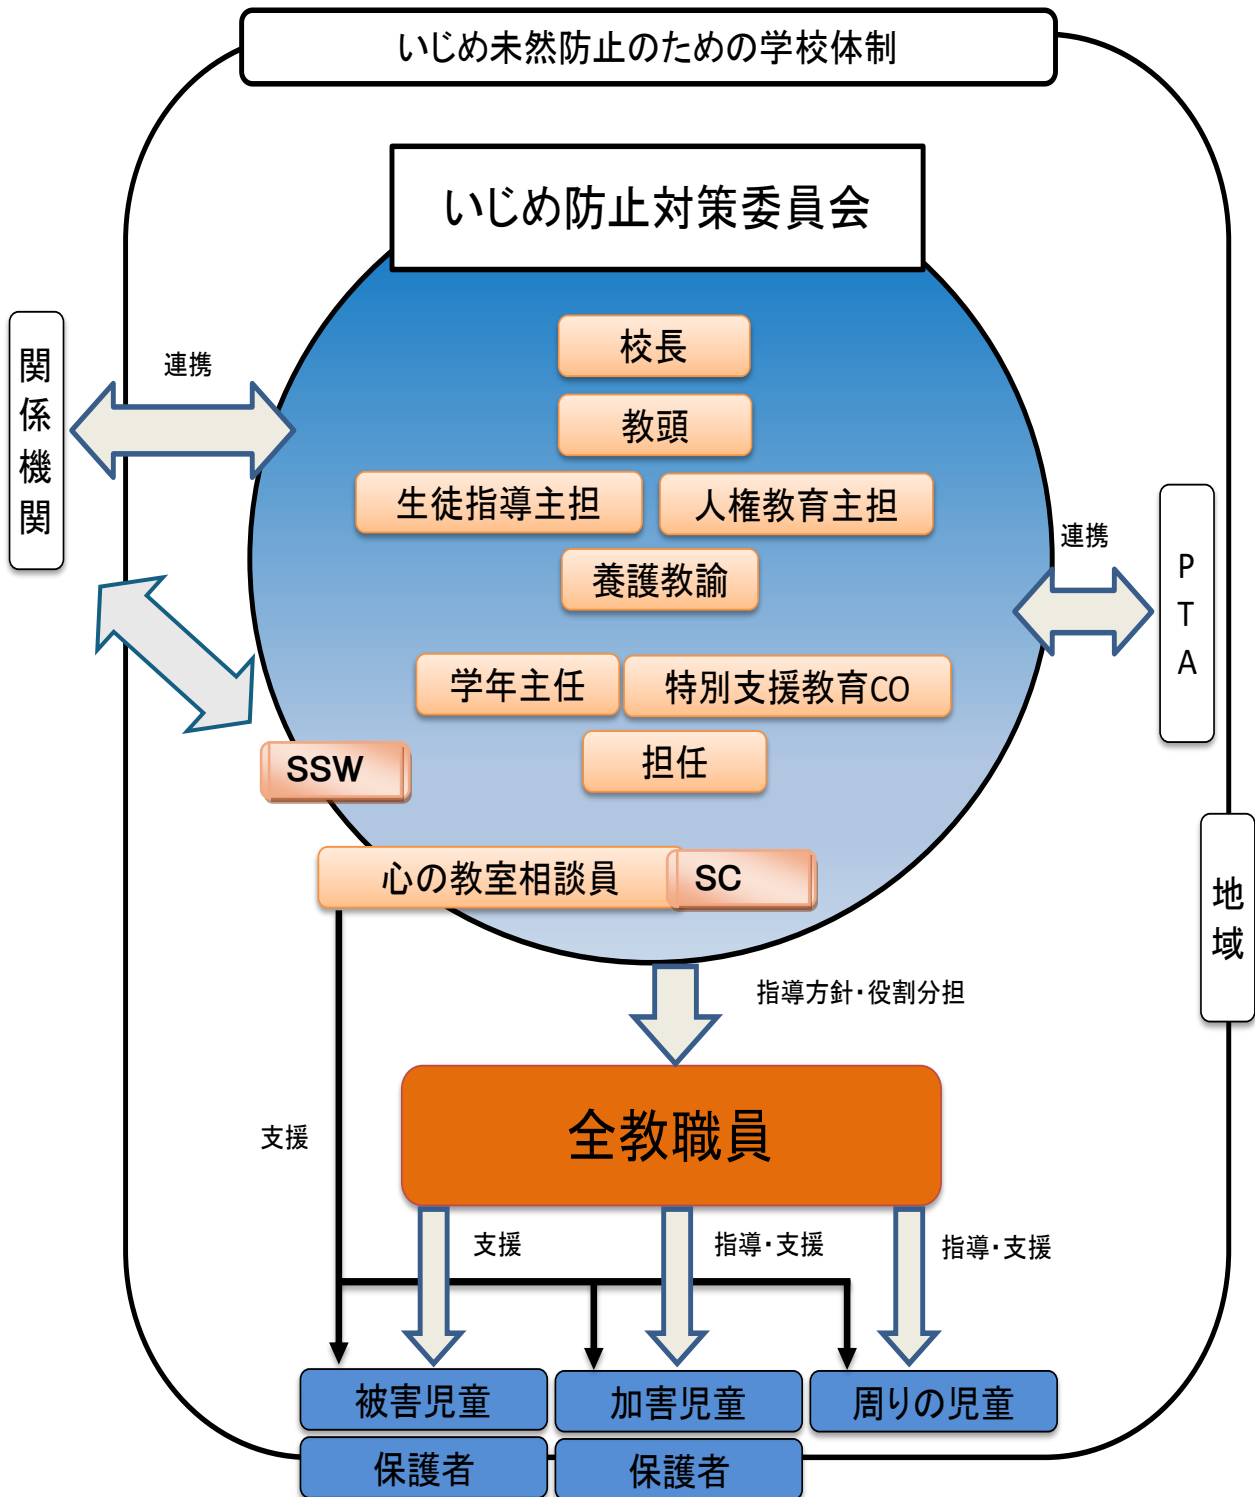 いじめ未然防止のための学校体制
いじめ防止対策委員会
校長
関係機関
連携
教頭
生徒指導主担
人権教育主担
連携
PTA
養護教諭
学年主任
特別支援教育CO
担任
SSW
心の教室相談員
SC
地域
指導方針・役割分担
全教職員
支援
支援
指導・支援
指導・支援
被害児童
加害児童
周りの児童
保護者
保護者